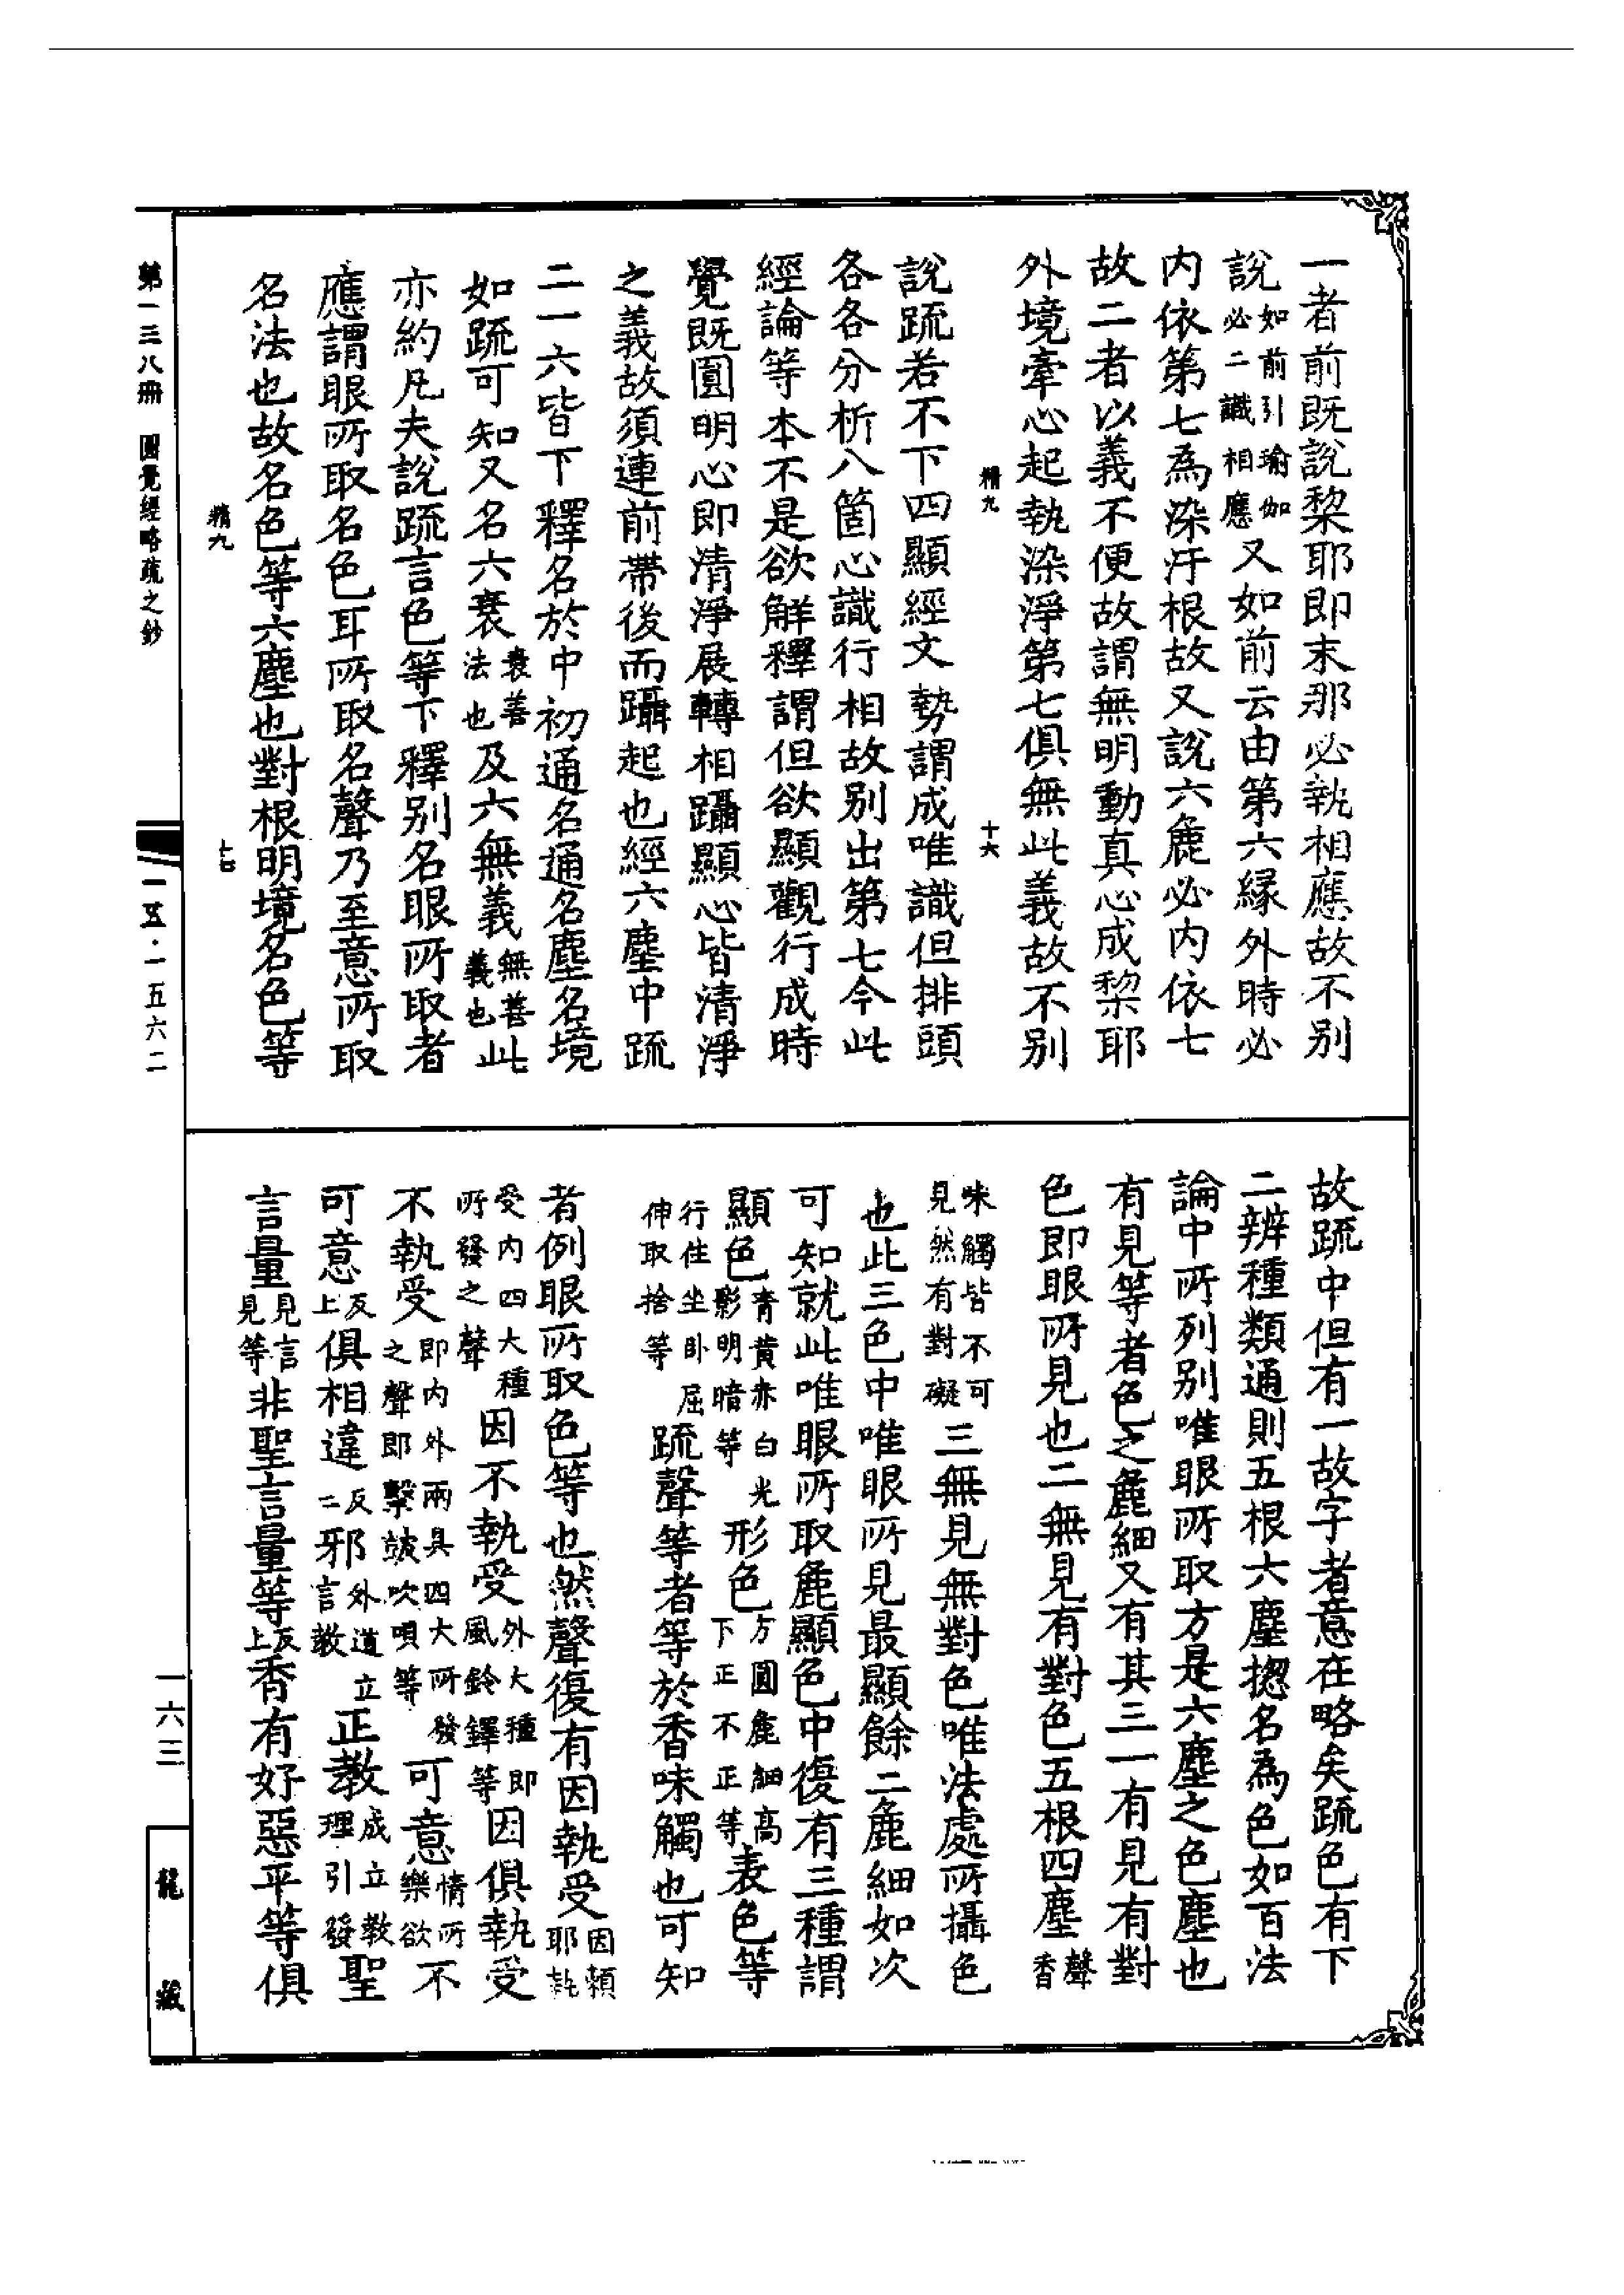 一者前既說棃耶即末那必執相應故不别
說如前引瑜伽必二識相應又如前云由第六緣外時必
内依第七為染汙根故又說六麁必内依七
故二者以義不便故謂無明動真心成棃耶
外境牽心起執染淨第七俱無此義故不别
精九 十六
說疏若不下四顯經文勢謂成唯識但排頭
各各分析八箇心識行相故别出第七今此
經論等本不是欲解釋謂但欲顯觀行成時
覺既圓明心即清淨展轉相躡顯心皆清淨
之義故須連前帶後而躡起也經六塵中疏
二一六皆下釋名於中初通名通名塵名境
如疏可知又名六衰衰善法也及六無義無善義也此
亦約凡夫說疏言色等下釋别名眼所取者
應謂眼所取名色耳所取名聲乃至意所取
名法也故名色等六塵也對根明境名色等
精九 十七
故疏中但有一故字者意在略矣疏色有下
二辨種類通則五根六塵揔名為色如百法
論中所列别唯眼所取方是六塵之色塵也
有見等者色之麁細又有其三一有見有對
色即眼所見也二無見有對色五根四塵聲香
味觸皆不可見然有對礙三無見無對色唯法處所攝色
也此三色中唯眼所見最顯餘二麁細如次
可知就此唯眼所取麁顯色中復有三種謂
顯色青黄赤白光影明暗等形色方圓麁細高下正不正等表色等
行住坐卧屈伸取捨等疏聲等者等於香味觸也可知
者例眼所取色等也然聲復有因執受因賴耶執
受内四大種所發之聲因不執受外大種即風鈴鐸等因俱執受
不執受即内外兩具四大所發之聲即擊皷吹唄等可意情所樂欲不
可意反上俱相違反二邪外道立言教正教成立教理引發聖
言量見言見等非聖言量等反上香有好惡平等俱
第一三八冊 圓覺經略疏之鈔
一五·一五六二
一六三
龍藏